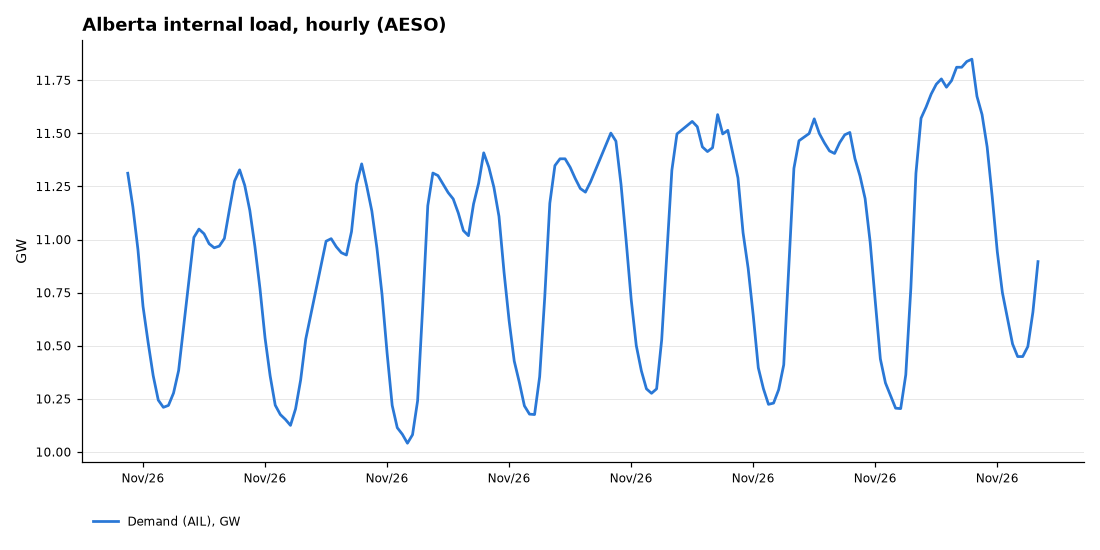 Alberta internal load, hourly (AESO)
GW
11.75
11.50
11.25
11.00
10.75
10.50
10.25
10.00
Nov/26 Nov/26 Nov/26 Nov/26 Nov/26 Nov/26 Nov/26 Nov/26
Demand (AIL), GW